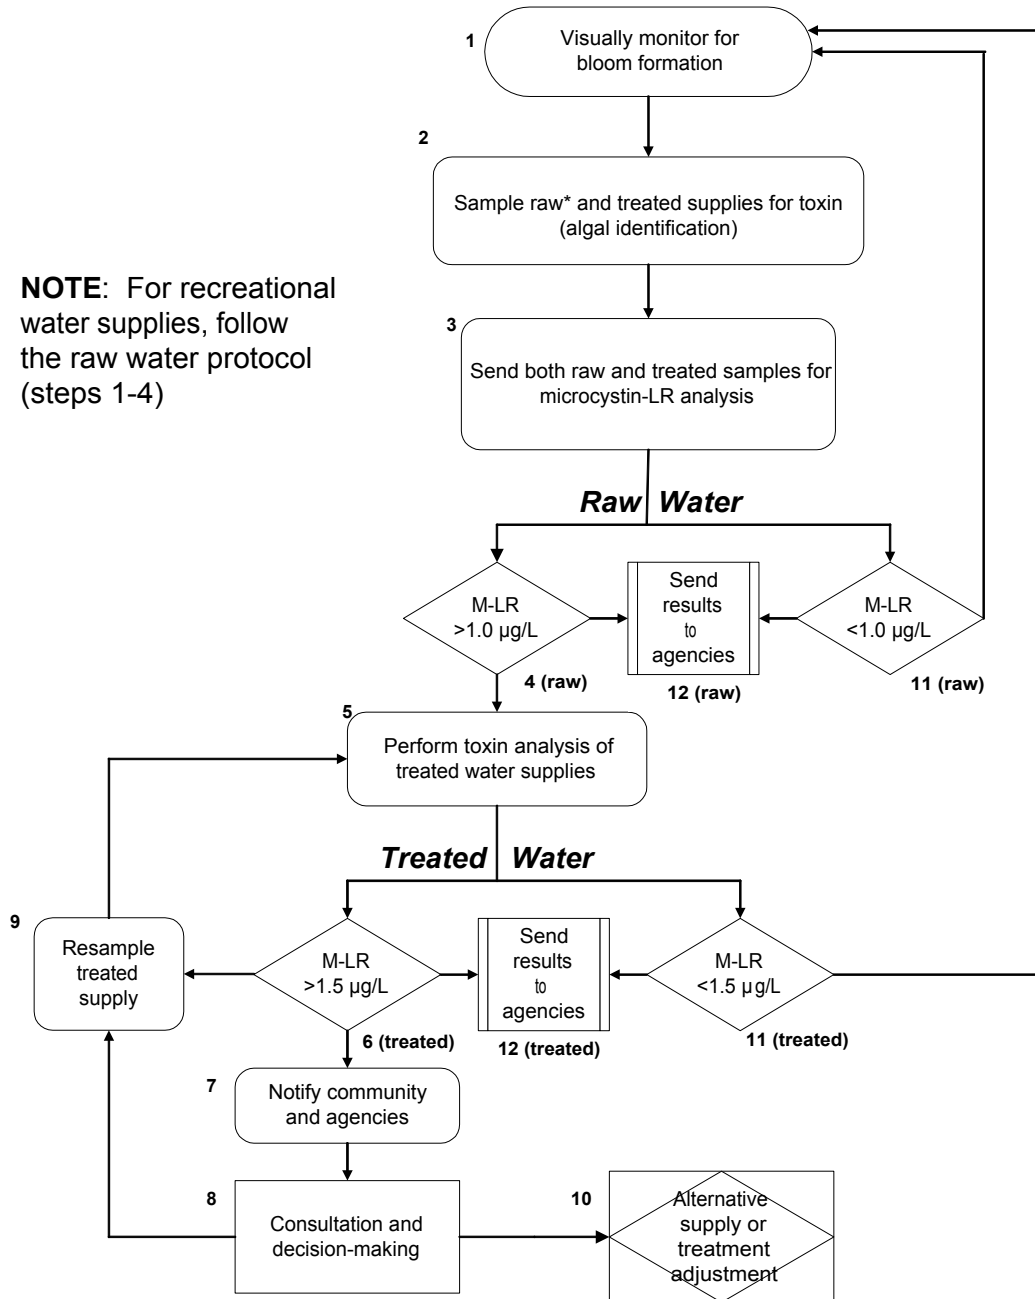 1
Visually monitor for
bloom formation
2
Sample raw* and treated supplies for toxin
(algal identification)
NOTE: For recreational
water supplies, follow
the raw water protocol
(steps 1-4)
3
Send both raw and treated samples for
microcystin-LR analysis
Raw Water
M-LR
>1.0 µg/L
4 (raw)
Send
results
to
agencies
12 (raw)
M-LR
<1.0 µg/L
11 (raw)
5
Perform toxin analysis of
treated water supplies
Treated Water
9
Resample
treated
supply
M-LR
>1.5 µg/L
6 (treated)
Send
results
to
agencies
12 (treated)
M-LR
<1.5 µg/L
11 (treated)
7
Notify community
and agencies
8
Consultation and
decision-making
10
Alternative
supply or
treatment
adjustment